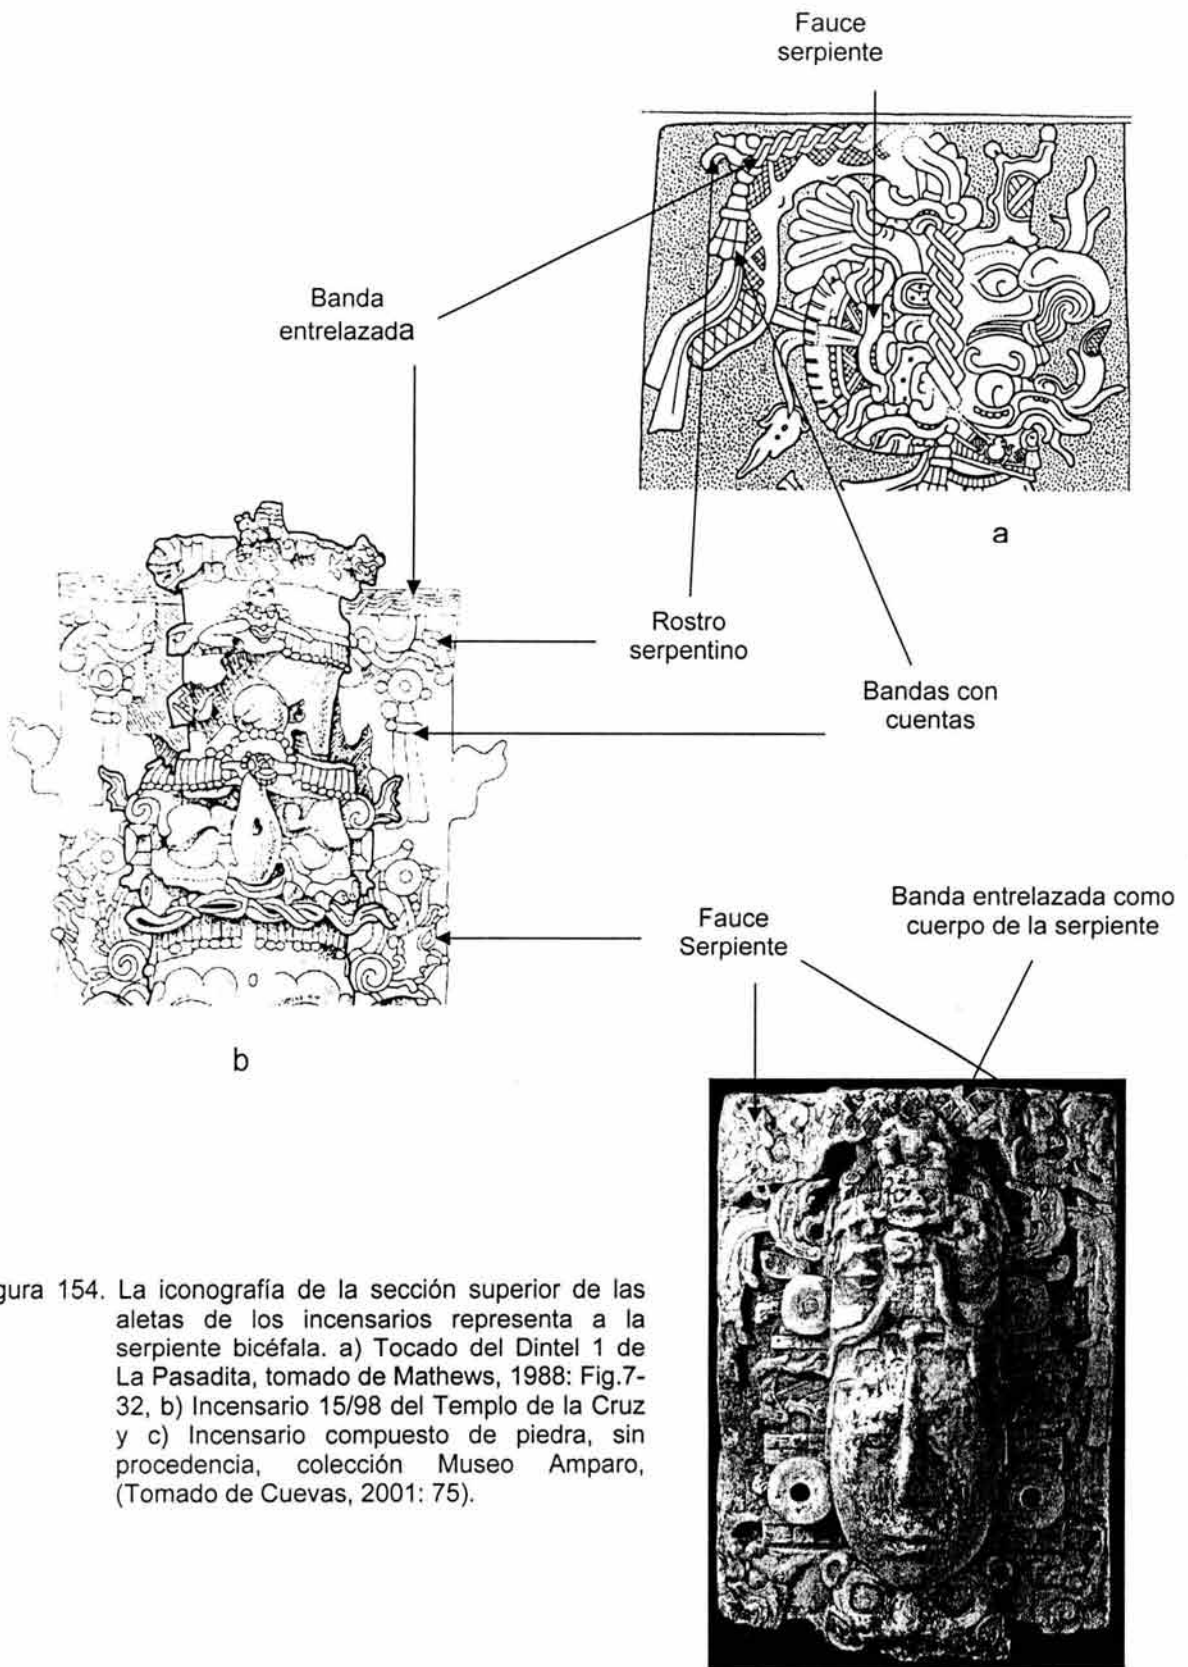 Fauce
serpiente
Banda
entrelazada
a
Rostro
serpentino
Bandas con
cuentas
Banda entrelazada como
cuerpo de la serpiente
Fauce
Serpiente
b
gura 154. La iconografía de la sección superior de las
aletas de los incensarios representa a la
serpiente bicéfala. a) Tocado del Dintel 1 de
La Pasadita, tomado de Mathews, 1988: Fig.7-
32, b) Incensario 15/98 del Templo de la Cruz
y c) Incensario compuesto de piedra, sin
procedencia, colección Museo Amparo,
(Tomado de Cuevas, 2001: 75).